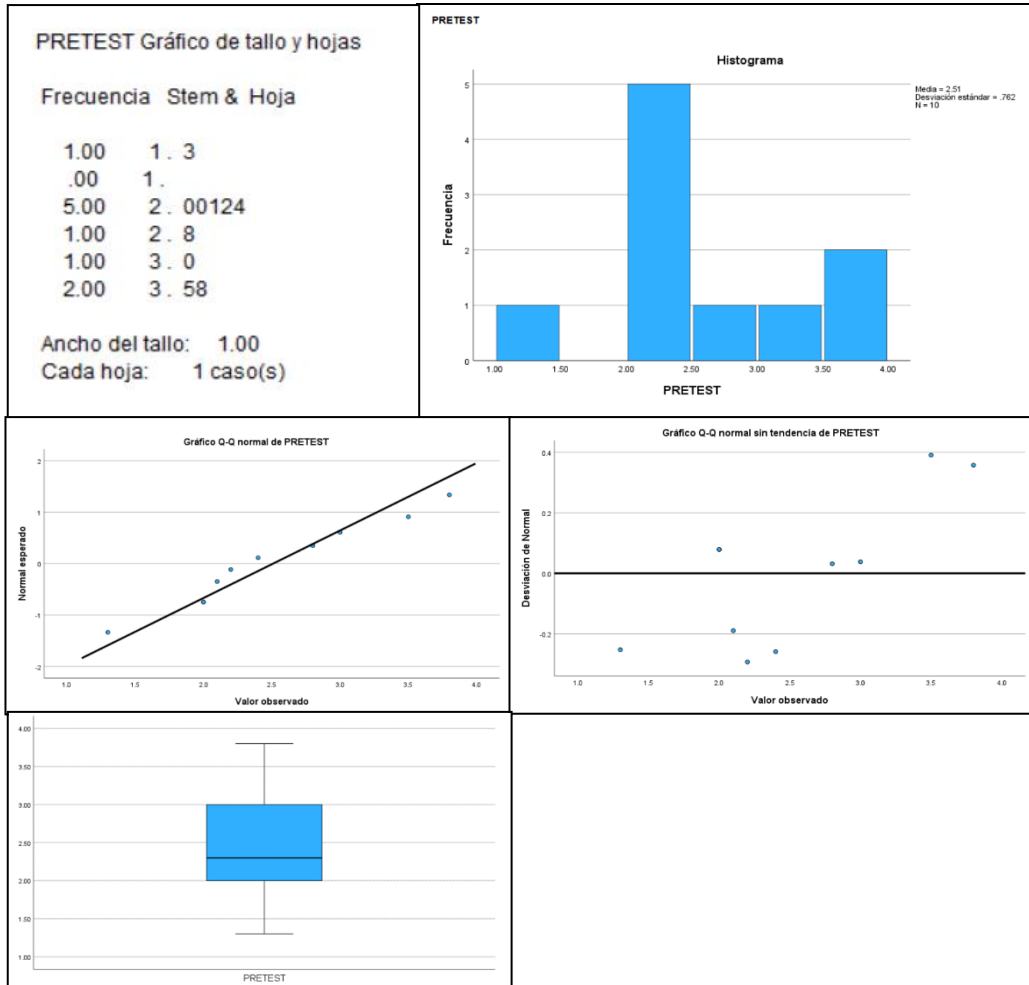 PRETEST Gráfico de tallo y hojas
Frecuencia Stem & Hoja
1.00 1 . 3
.00 1 .
5.00 2 . 00124
1.00 2 . 8
1.00 3 . 0
2.00 3 . 58
Ancho del tallo: 1.00
Cada hoja: 1 caso(s)
PRETEST
Histograma
Media = 2.51
Desviación estándar = .762
N = 10
Frecuencia
5
4
3
2
1
0
1.00 1.50 2.00 2.50 3.00 3.50 4.00
PRETEST
Gráfico Q-Q normal de PRETEST
Normal esperado
2
1
0
-1
-2
1.0 1.5 2.0 2.5 3.0 3.5 4.0
Valor observado
Gráfico Q-Q normal sin tendencia de PRETEST
Desviación de Normal
0.4
0.2
0.0
-0.2
1.0 1.5 2.0 2.5 3.0 3.5 4.0
Valor observado
4.00
3.50
3.00
2.50
2.00
1.50
1.00
PRETEST